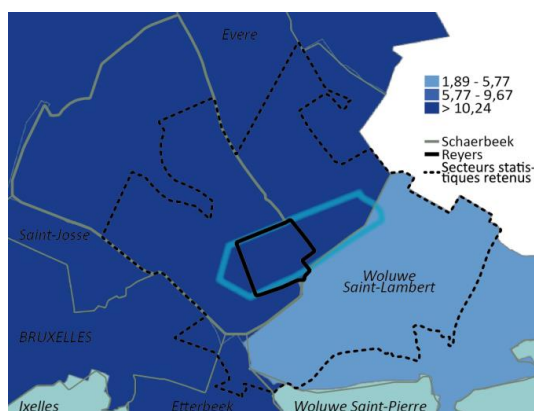 Evere
1,89 - 5,77
5,77 - 9,67
> 10,24
Schaerbeek
Reyers
Secteurs statis-
tiques retenus
Saint-Josse
Woluwe
Saint-Lambert
BRUXELLES
Ixelles
Etterbeek
Woluwe Saint-Pierre